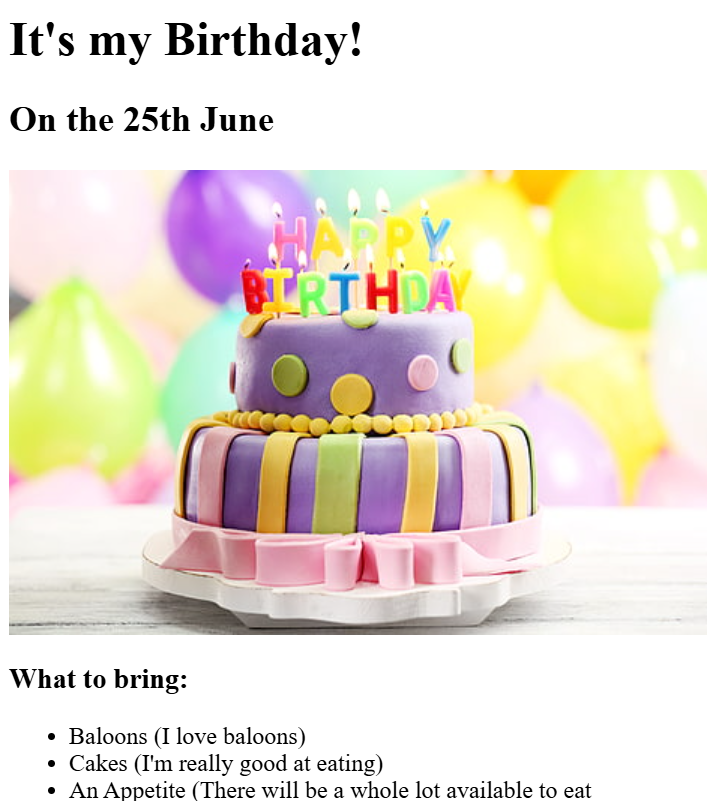 It's my Birthday!
On the 25th June
HAPPY
BIRTHDAY
What to bring:
Baloons (I love baloons)
Cakes (I'm really good at eating)
An Appetite (There will be a whole lot available to eat